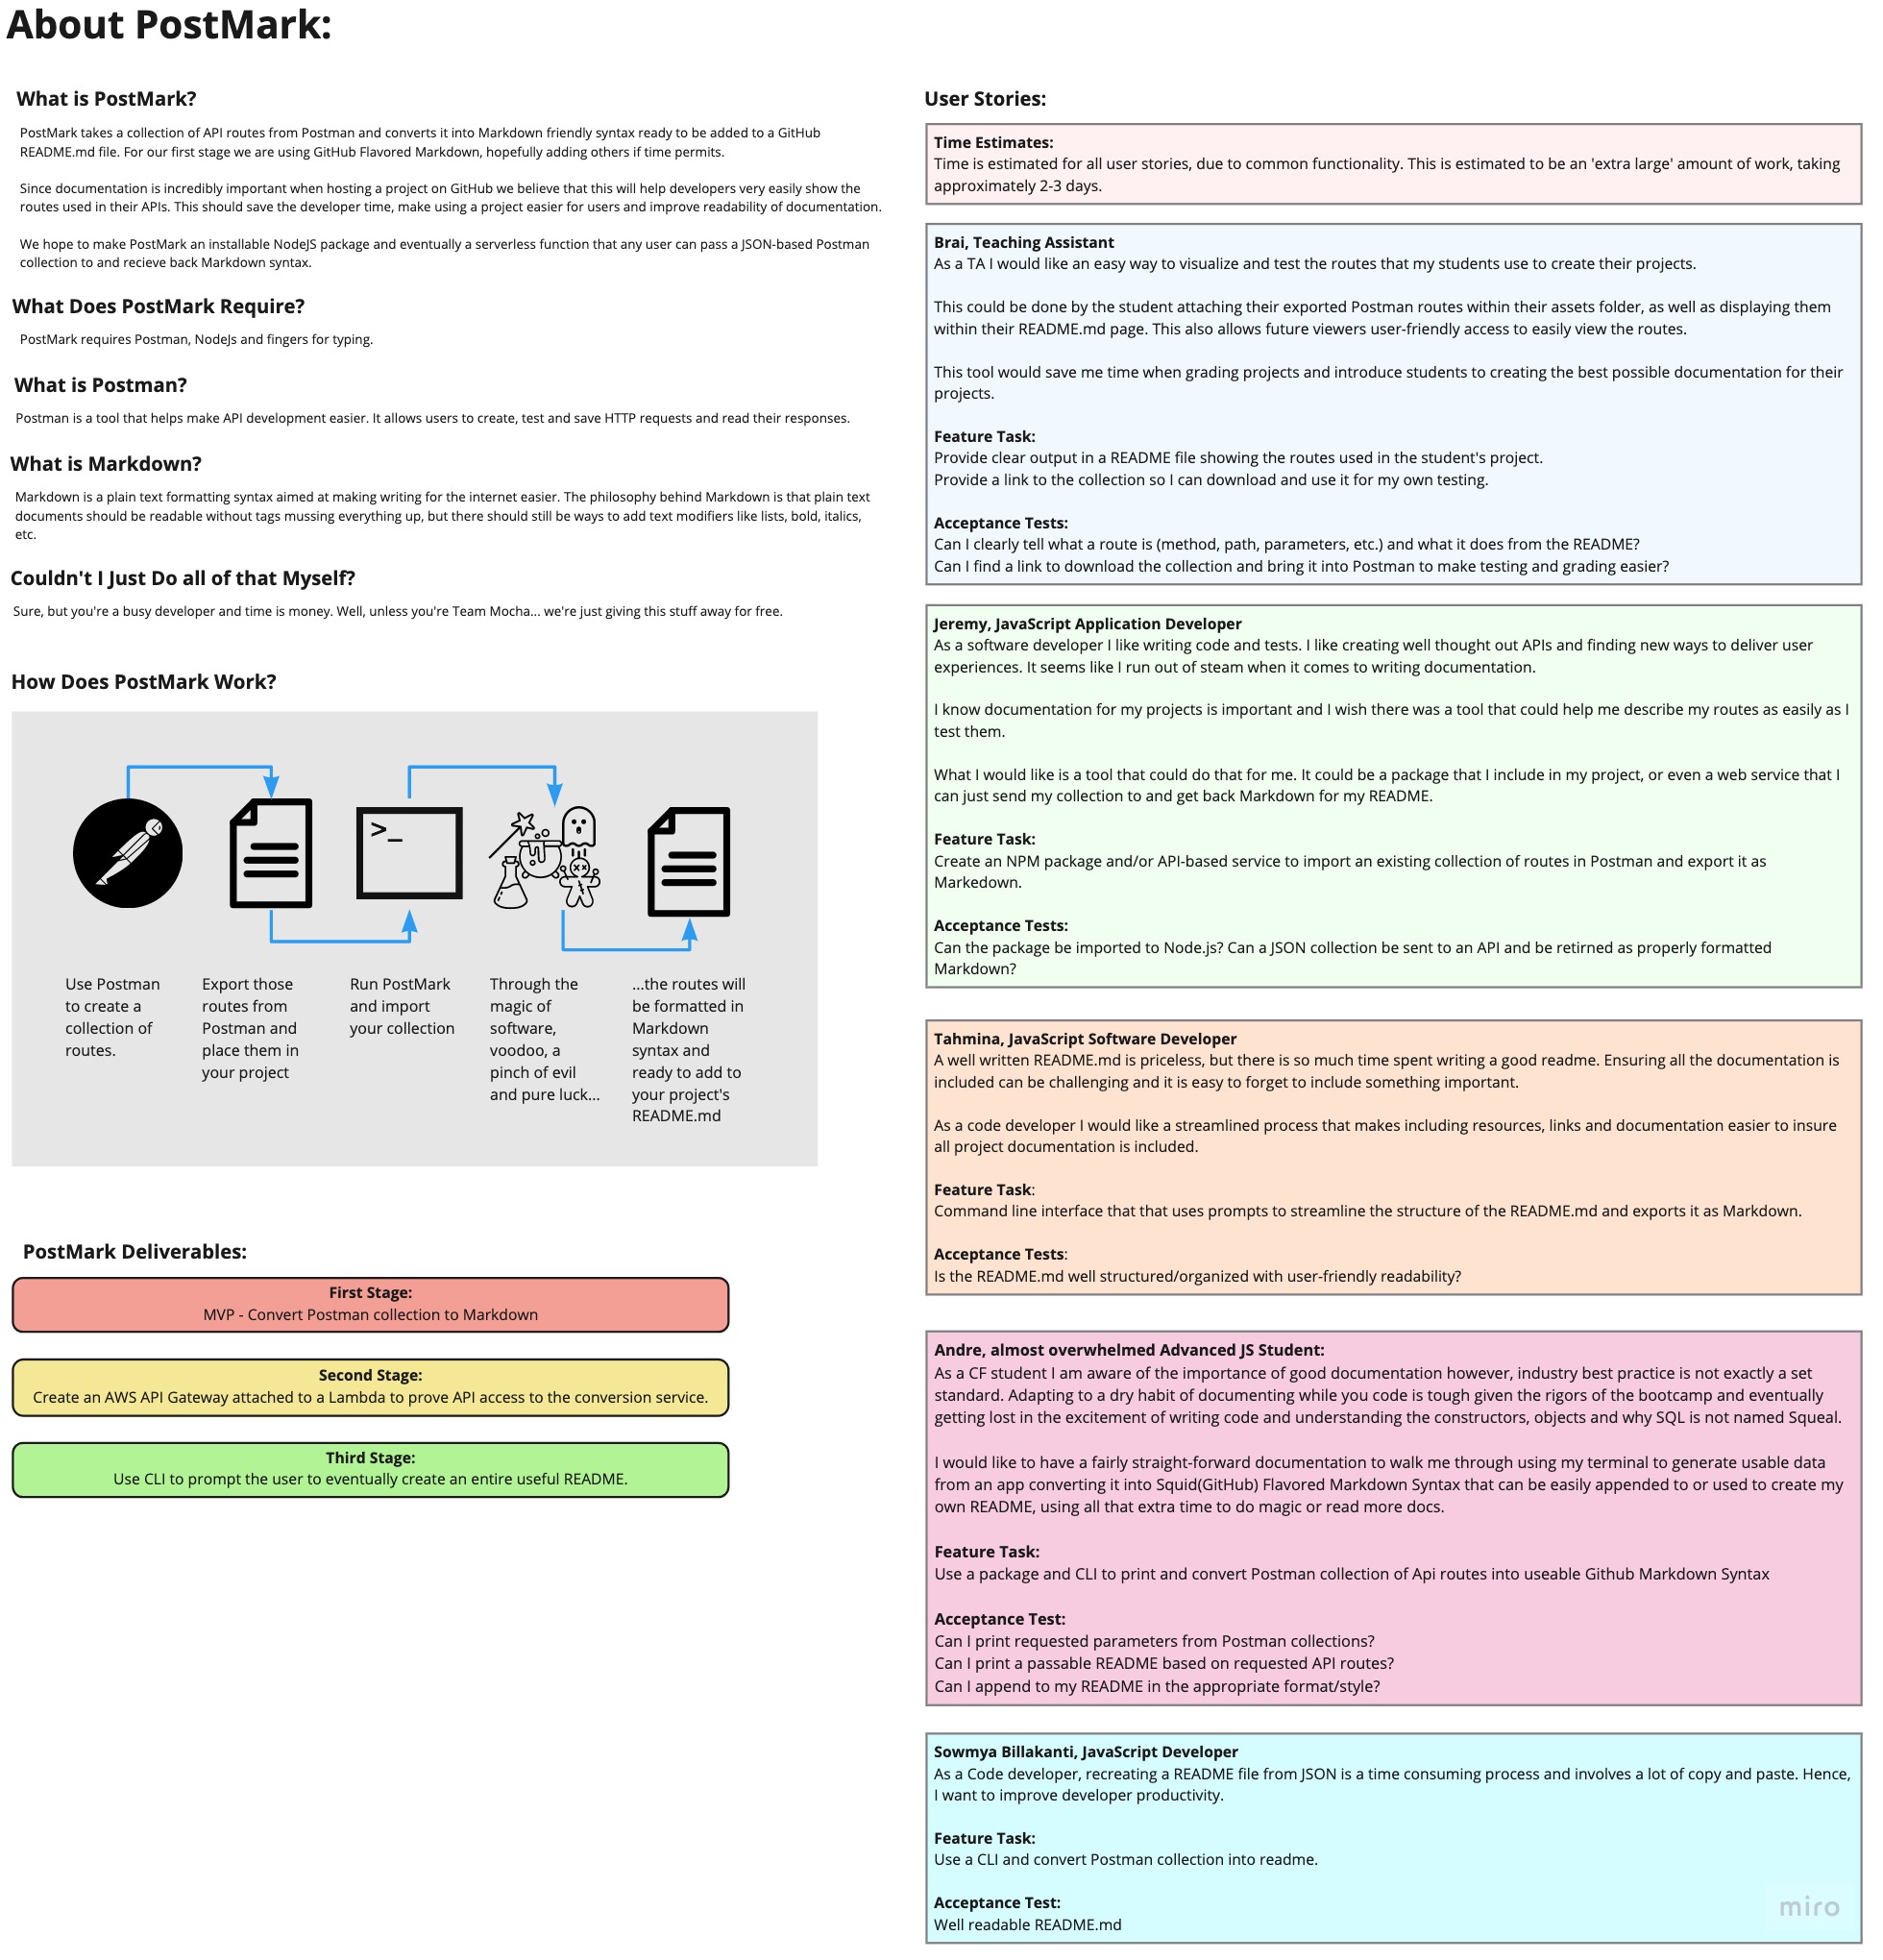 About PostMark:
What is PostMark?
PostMark takes a collection of API routes from Postman and converts it into Markdown friendly syntax ready to be added to a GitHub
README.md file. For our first stage we are using GitHub Flavored Markdown, hopefully adding others if time permits.
Since documentation is incredibly important when hosting a project on GitHub we believe that this will help developers very easily show the
routes used in their APIs. This should save the developer time, make using a project easier for users and improve readability of documentation.
We hope to make PostMark an installable NodeJS package and eventually a serverless function that any user can pass a JSON-based Postman
collection to and recieve back Markdown syntax.
What Does PostMark Require?
PostMark requires Postman, NodeJs and fingers for typing.
What is Postman?
Postman is a tool that helps make API development easier. It allows users to create, test and save HTTP requests and read their responses.
What is Markdown?
Markdown is a plain text formatting syntax aimed at making writing for the internet easier. The philosophy behind Markdown is that plain text
documents should be readable without tags mussing everything up, but there should still be ways to add text modifiers like lists, bold, italics,
etc.
Couldn't I Just Do all of that Myself?
Sure, but you're a busy developer and time is money. Well, unless you're Team Mocha... we're just giving this stuff away for free.
How Does PostMark Work?
>_
Use Postman
to create a
collection of
routes.
Export those
routes from
Postman and
place them in
your project
Run PostMark
and import
your collection
Through the
magic of
software,
voodoo, a
pinch of evil
and pure luck...
...the routes will
be formatted in
Markdown
syntax and
ready to add to
your project's
README.md
PostMark Deliverables:
First Stage:
MVP - Convert Postman collection to Markdown
Second Stage:
Create an AWS API Gateway attached to a Lambda to prove API access to the conversion service.
Third Stage:
Use CLI to prompt the user to eventually create an entire useful README.
User Stories:
Time Estimates:
Time is estimated for all user stories, due to common functionality. This is estimated to be an 'extra large' amount of work, taking
approximately 2-3 days.
Brai, Teaching Assistant
As a TA I would like an easy way to visualize and test the routes that my students use to create their projects.
This could be done by the student attaching their exported Postman routes within their assets folder, as well as displaying them
within their README.md page. This also allows future viewers user-friendly access to easily view the routes.
This tool would save me time when grading projects and introduce students to creating the best possible documentation for their
projects.
Feature Task:
Provide clear output in a README file showing the routes used in the student's project.
Provide a link to the collection so I can download and use it for my own testing.
Acceptance Tests:
Can I clearly tell what a route is (method, path, parameters, etc.) and what it does from the README?
Can I find a link to download the collection and bring it into Postman to make testing and grading easier?
Jeremy, JavaScript Application Developer
As a software developer I like writing code and tests. I like creating well thought out APIs and finding new ways to deliver user
experiences. It seems like I run out of steam when it comes to writing documentation.
I know documentation for my projects is important and I wish there was a tool that could help me describe my routes as easily as I
test them.
What I would like is a tool that could do that for me. It could be a package that I include in my project, or even a web service that I
can just send my collection to and get back Markdown for my README.
Feature Task:
Create an NPM package and/or API-based service to import an existing collection of routes in Postman and export it as
Markedown.
Acceptance Tests:
Can the package be imported to Node.js? Can a JSON collection be sent to an API and be retirned as properly formatted
Markdown?
Tahmina, JavaScript Software Developer
A well written README.md is priceless, but there is so much time spent writing a good readme. Ensuring all the documentation is
included can be challenging and it is easy to forget to include something important.
As a code developer I would like a streamlined process that makes including resources, links and documentation easier to insure
all project documentation is included.
Feature Task:
Command line interface that that uses prompts to streamline the structure of the README.md and exports it as Markdown.
Acceptance Tests:
Is the README.md well structured/organized with user-friendly readability?
Andre, almost overwhelmed Advanced JS Student:
As a CF student I am aware of the importance of good documentation however, industry best practice is not exactly a set
standard. Adapting to a dry habit of documenting while you code is tough given the rigors of the bootcamp and eventually
getting lost in the excitement of writing code and understanding the constructors, objects and why SQL is not named Squeal.
I would like to have a fairly straight-forward documentation to walk me through using my terminal to generate usable data
from an app converting it into Squid(GitHub) Flavored Markdown Syntax that can be easily appended to or used to create my
own README, using all that extra time to do magic or read more docs.
Feature Task:
Use a package and CLI to print and convert Postman collection of Api routes into useable Github Markdown Syntax
Acceptance Test:
Can I print requested parameters from Postman collections?
Can I print a passable README based on requested API routes?
Can I append to my README in the appropriate format/style?
Sowmya Billakanti, JavaScript Developer
As a Code developer, recreating a README file from JSON is a time consuming process and involves a lot of copy and paste. Hence,
I want to improve developer productivity.
Feature Task:
Use a CLI and convert Postman collection into readme.
Acceptance Test:
Well readable README.md
miro